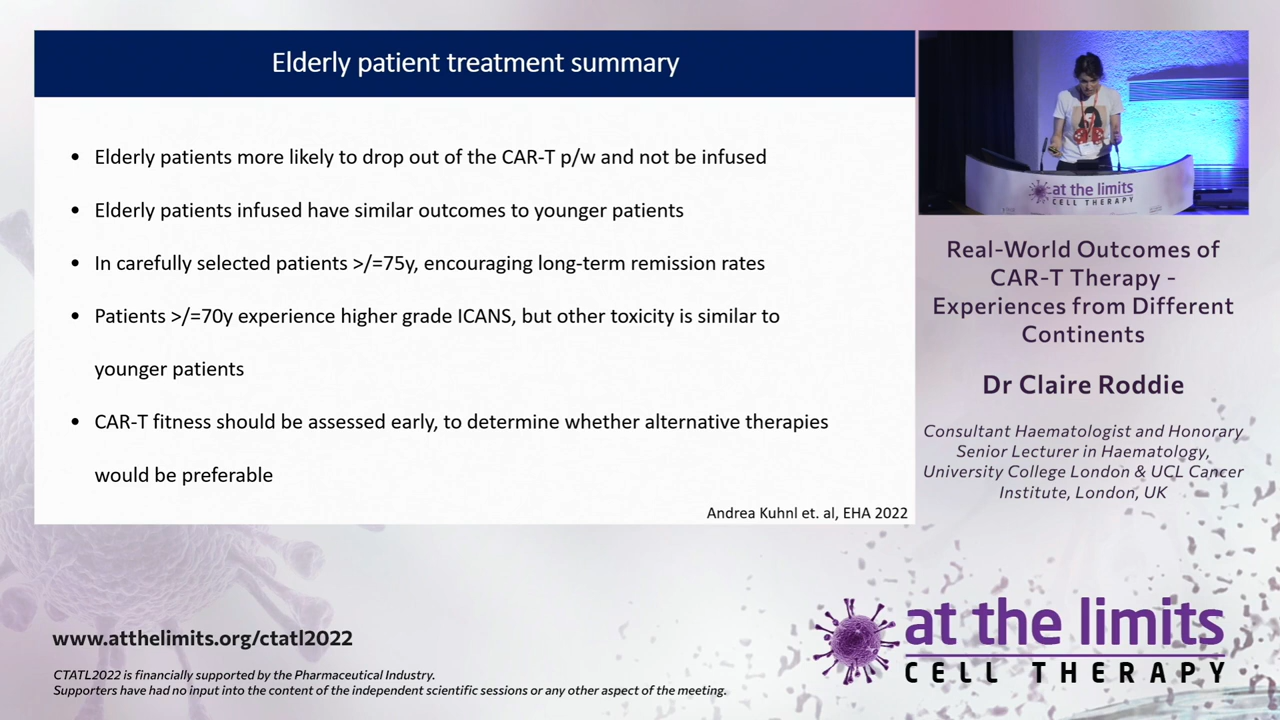 Elderly patient treatment summary
• Elderly patients more likely to drop out of the CAR-T p/w and not be infused
• Elderly patients infused have similar outcomes to younger patients
• In carefully selected patients >/=75y, encouraging long-term remission rates
• Patients >/=70y experience higher grade ICANS, but other toxicity is similar to
younger patients
• CAR-T fitness should be assessed early, to determine whether alternative therapies
would be preferable
Andrea Kuhnl et. al, EHA 2022
at the limits
CELL THERAPY
Real-World Outcomes of
CAR-T Therapy -
Experiences from Different
Continents
Dr Claire Roddie
Consultant Haematologist and Honorary
Senior Lecturer in Haematology,
University College London & UCL Cancer
Institute, London, UK
www.atthelimits.org/ctatl2022
CTATL2022 is financially supported by the Pharmaceutical Industry.
Supporters have had no input into the content of the independent scientific sessions or any other aspect of the meeting.
at the limits
CELL THERAPY